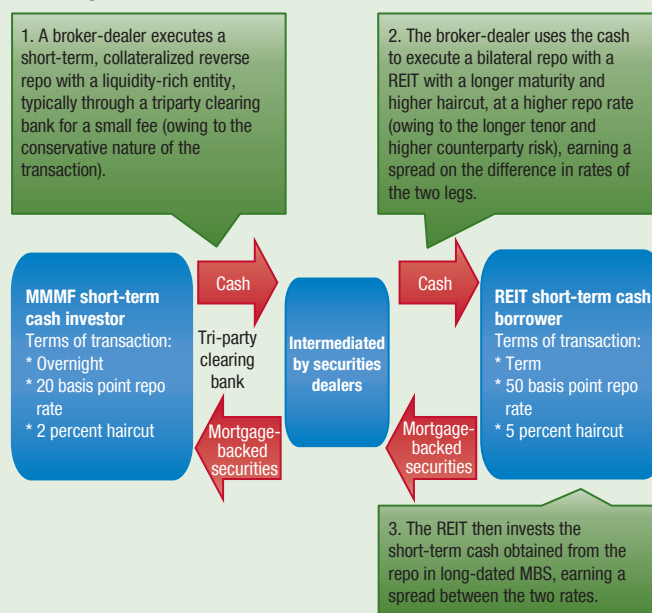 1. A broker-dealer executes a
short-term, collateralized reverse
repo with a liquidity-rich entity,
typically through a triparty clearing
bank for a small fee (owing to the
conservative nature of the
transaction).
2. The broker-dealer uses the cash
to execute a bilateral repo with a
REIT with a longer maturity and
higher haircut, at a higher repo rate
(owing to the longer tenor and
higher counterparty risk), earning a
spread on the difference in rates of
the two legs.
MMMF short-term
cash investor
Terms of transaction:
* Overnight
* 20 basis point repo
rate
* 2 percent haircut
Cash
Tri-party
clearing
bank
Mortgage-
backed
securities
Intermediated
by securities
dealers
Cash
Mortgage-
backed
securities
REIT short-term cash
borrower
Terms of transaction:
* Term
* 50 basis point repo
rate
* 5 percent haircut
3. The REIT then invests the
short-term cash obtained from the
repo in long-dated MBS, earning a
spread between the two rates.